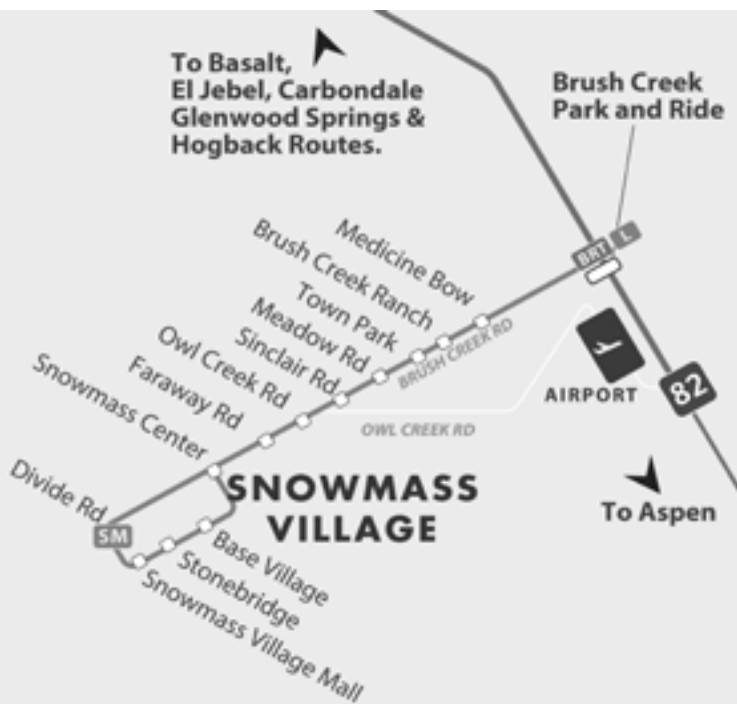 To Basalt,
El Jebel, Carbondale
Glenwood Springs &
Hogback Routes.
Brush Creek
Park and Ride
BRT
L
Medicine Bow
Brush Creek Ranch
Town Park
Meadow Rd
Sinclair Rd
Owl Creek Rd
Faraway Rd
Snowmass Center
Divide Rd
BRUSH CREEK RD
OWL CREEK RD
AIRPORT
82
To Aspen
SNOWMASS
VILLAGE
SM
Base Village
Stonebridge
Snowmass Village Mall